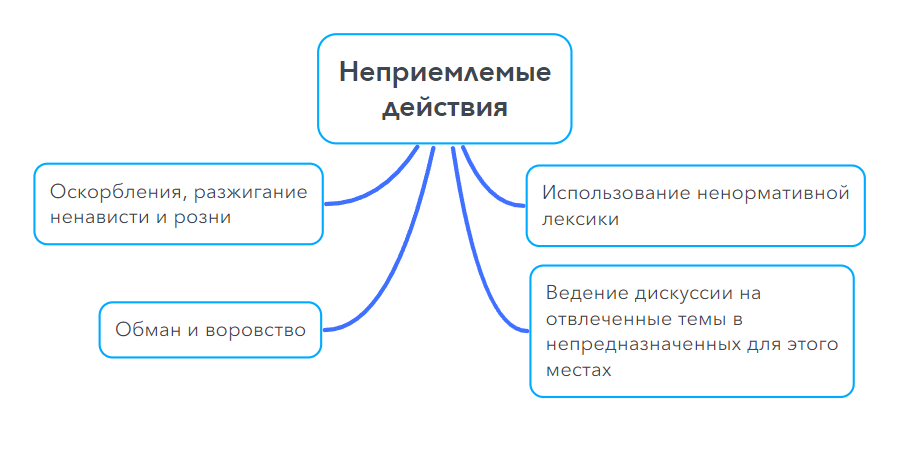 Неприемлемые
действия
Оскорбления, разжигание
ненависти и розни
Использование ненормативной
лексики
Обман и воровство
Ведение дискуссии на
отвлеченные темы в
непредназначенных для этого
местах